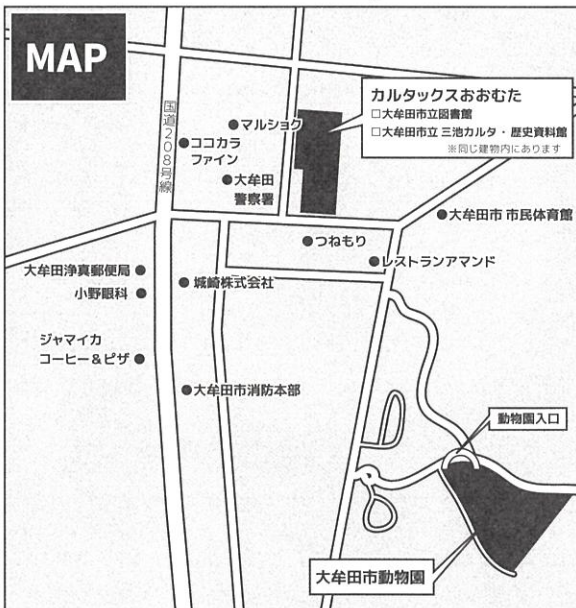 MAP
国道208号線
カルタックスおおむた
□大牟田市立図書館
□大牟田市立 三池カルタ・歴史資料館
※同じ建物内にあります
●マルショク
●ココカラ
ファイン
●大牟田
警察署
●大牟田市 市民体育館
●つねもり
●レストランアマンド
大牟田浄真郵便局●
小野眼科●
●城崎株式会社
ジャマイカ
コーヒー&ピザ●
●大牟田市消防本部
動物園入口
大牟田市動物園